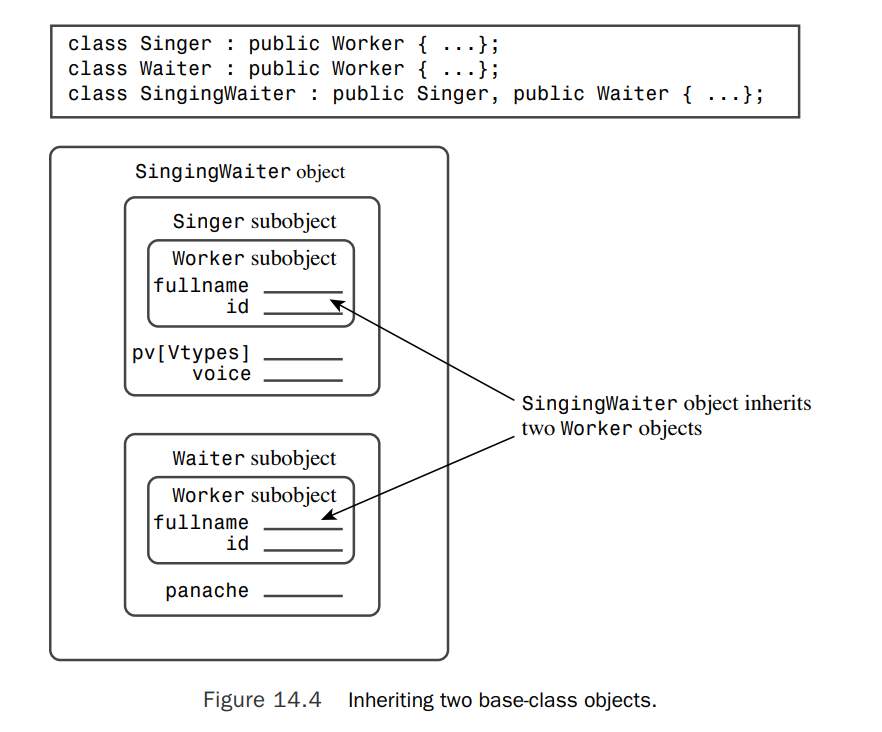 class Singer : public Worker { ...};
class Waiter : public Worker { ...};
class SingingWaiter : public Singer, public Waiter { ...};
SingingWaiter object
Singer subobject
Worker subobject
fullname
id
pv[Vtypes]
voice
SingingWaiter object inherits
two Worker objects
Waiter subobject
Worker subobject
fullname
id
panache
Figure 14.4 Inheriting two base-class objects.